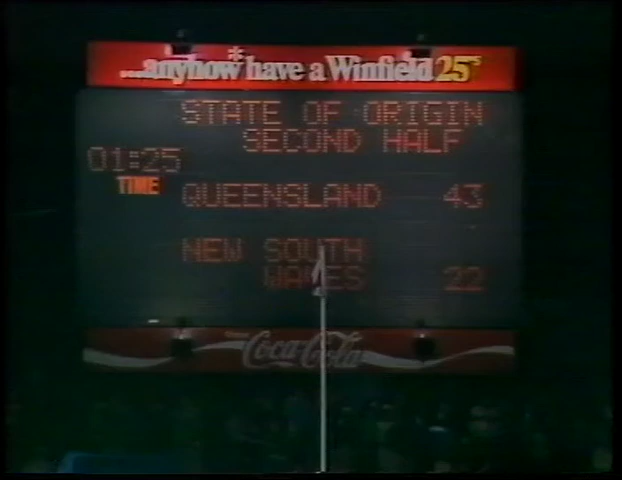 ...anyhow* have a Winfield 25's
STATE OF ORIGIN
SECOND HALF
01:25
TIME
QUEENSLAND 43
NEW SOUTH
WALES 22
Coca-Cola